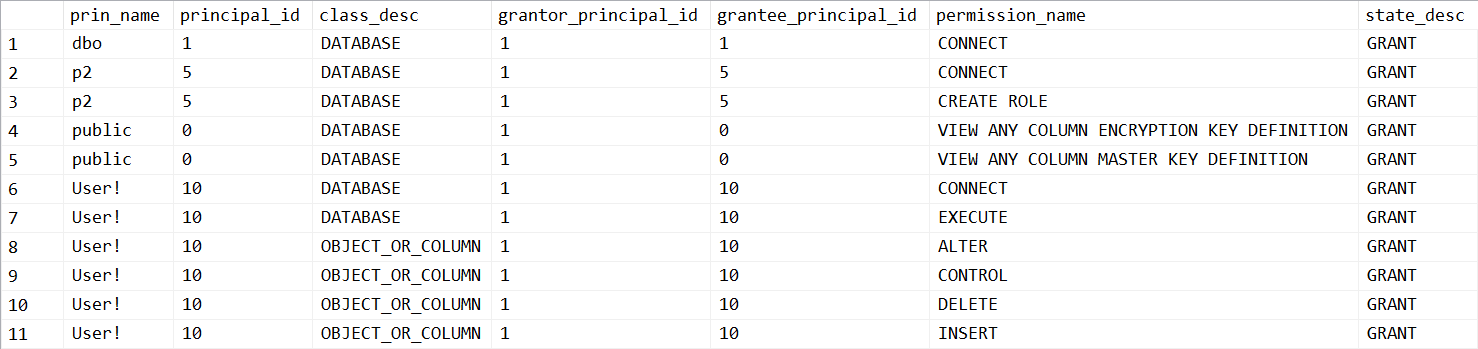 prin_name principal_id class_desc grantor_principal_id grantee_principal_id permission_name state_desc
1 dbo 1 DATABASE 1 1 CONNECT GRANT
2 p2 5 DATABASE 1 5 CONNECT GRANT
3 p2 5 DATABASE 1 5 CREATE ROLE GRANT
4 public 0 DATABASE 1 0 VIEW ANY COLUMN ENCRYPTION KEY DEFINITION GRANT
5 public 0 DATABASE 1 0 VIEW ANY COLUMN MASTER KEY DEFINITION GRANT
6 User! 10 DATABASE 1 10 CONNECT GRANT
7 User! 10 DATABASE 1 10 EXECUTE GRANT
8 User! 10 OBJECT_OR_COLUMN 1 10 ALTER GRANT
9 User! 10 OBJECT_OR_COLUMN 1 10 CONTROL GRANT
10 User! 10 OBJECT_OR_COLUMN 1 10 DELETE GRANT
11 User! 10 OBJECT_OR_COLUMN 1 10 INSERT GRANT